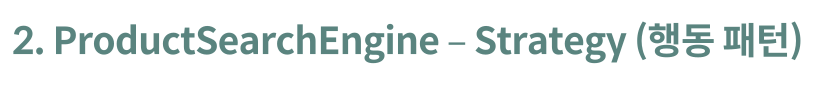 2. ProductSearchEngine – Strategy (행동 패턴)